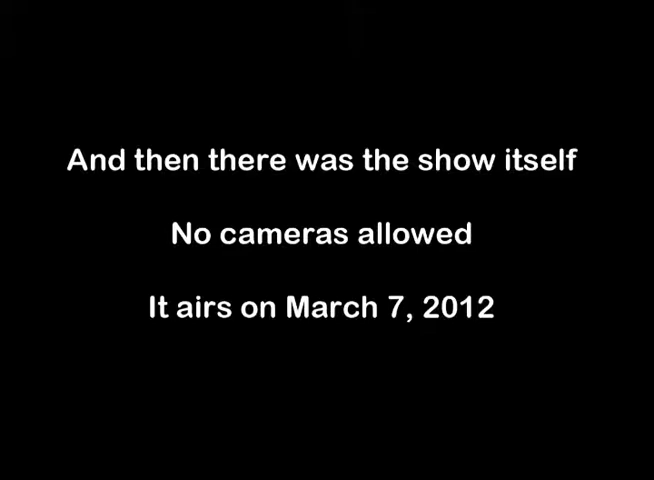 And then there was the show itself
No cameras allowed
It airs on March 7, 2012